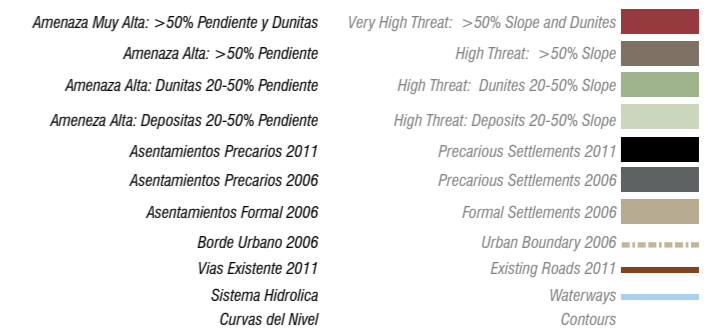 Amenaza Muy Alta: >50% Pendiente y Dunitas Very High Threat: >50% Slope and Dunites
Amenaza Alta: >50% Pendiente High Threat: >50% Slope
Amenaza Alta: Dunitas 20-50% Pendiente High Threat: Dunites 20-50% Slope
Ameneza Alta: Depositas 20-50% Pendiente High Threat: Deposits 20-50% Slope
Asentamientos Precarios 2011 Precarious Settlements 2011
Asentamientos Precarios 2006 Precarious Settlements 2006
Asentamientos Formal 2006 Formal Settlements 2006
Borde Urbano 2006 Urban Boundary 2006
Vias Existente 2011 Existing Roads 2011
Sistema Hidrolica Waterways
Curvas del Nivel Contours